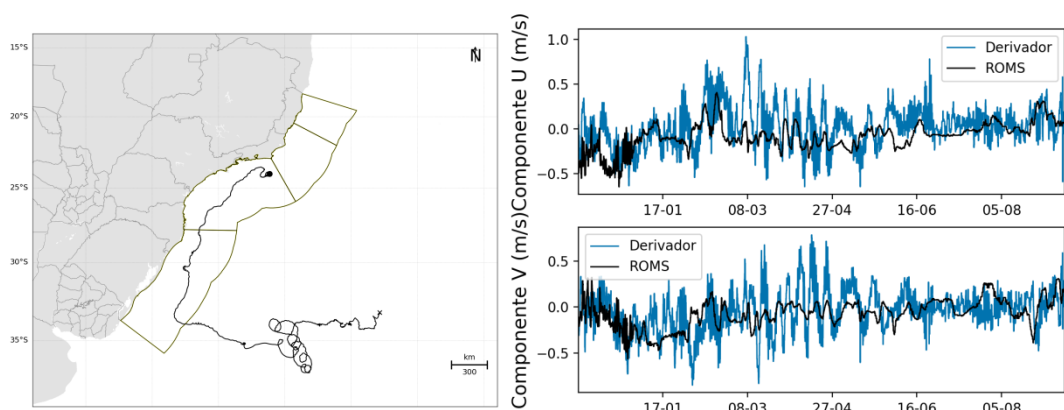 15°S
20°S
25°S
30°S
35°S
N
km
300
Componente U (m/s)
1.0
0.5
0.0
−0.5
Derivador
ROMS
17-01
08-03
27-04
16-06
05-08
Componente V (m/s)
0.5
0.0
−0.5
Derivador
ROMS
17-01
08-03
27-04
16-06
05-08